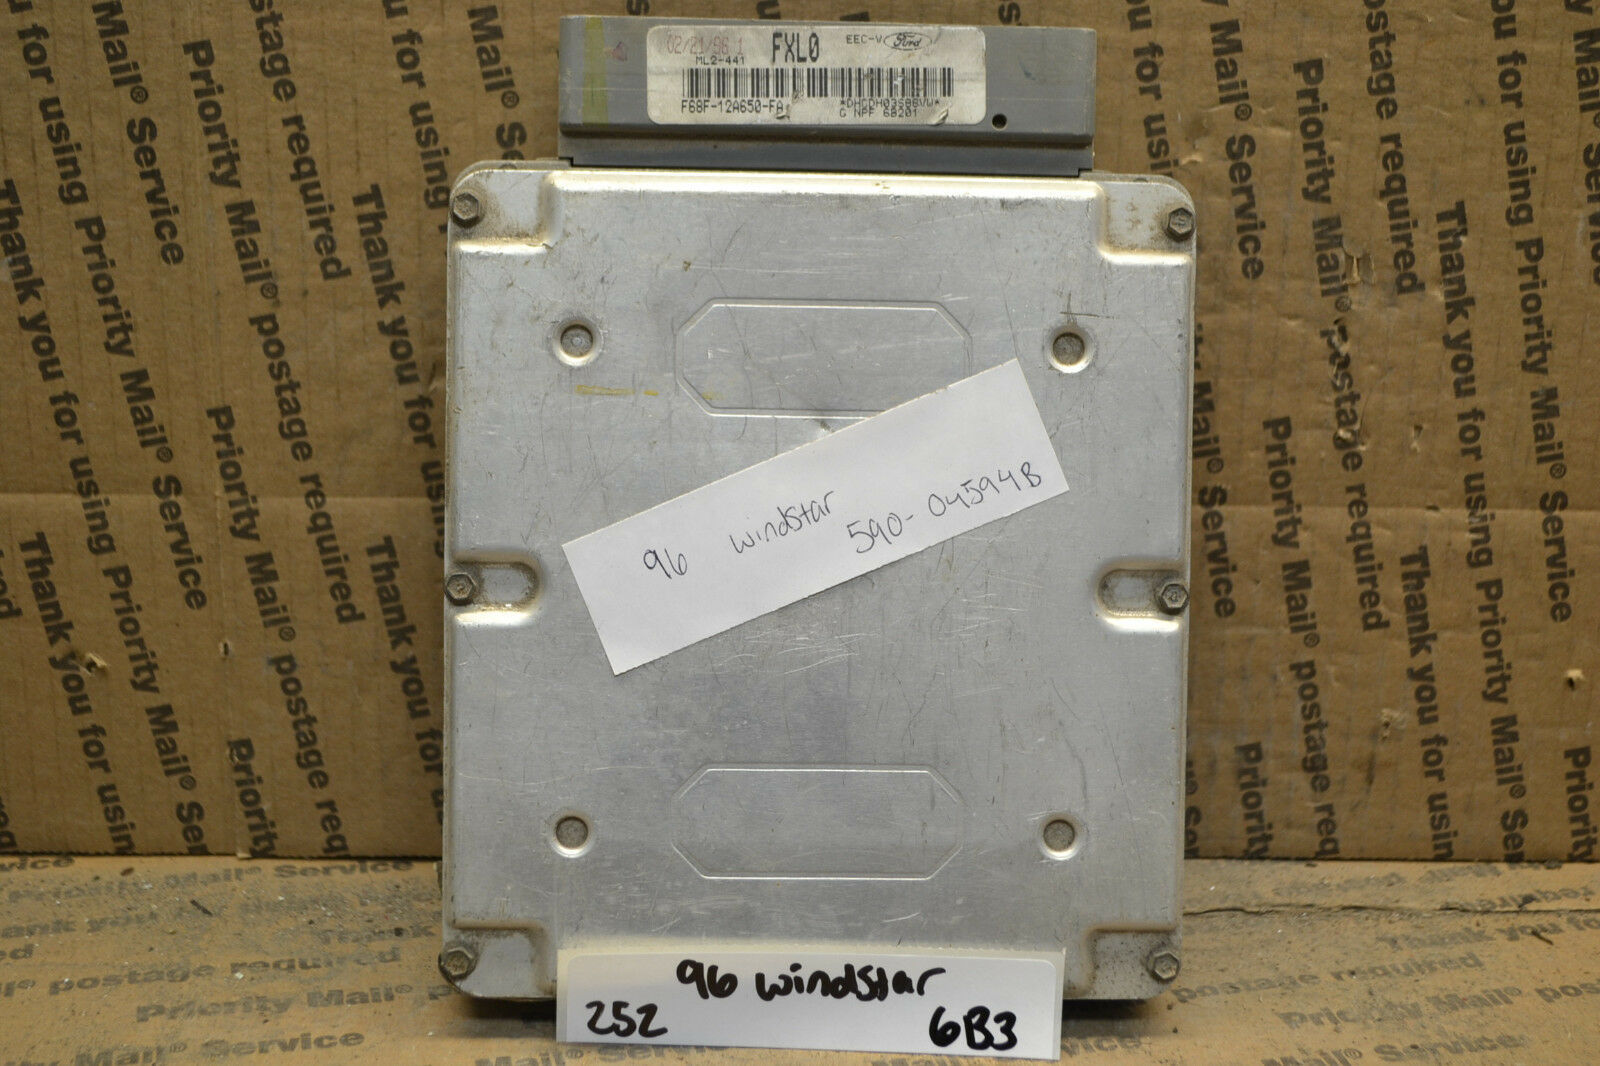 02/21/96 1 FXL0 EEC-V Ford
ML2-441
F68F-12A650-FA
C NPF 6B201
96 windstar
590-04594B
96 windstar
252 6B3
Thank you for using Priority Mail® Service
Priority Mail® postage required